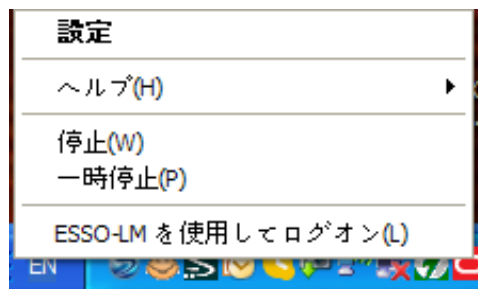 設定
ヘルプ(H)
停止(W)
一時停止(P)
ESSO-LM を使用してログオン(L)
EN